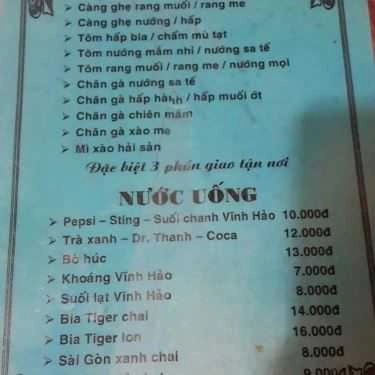 ➢ Càng ghẹ rang muối / rang me
➢ Càng ghẹ nướng / hấp
➢ Tôm hấp bia / chấm mù tạt
➢ Tôm nướng mắm nhỉ / nướng sa tế
➢ Tôm rang muối / rang me / nướng mọi
➢ Chân gà nướng sa tế
➢ Chân gà hấp hành / hấp muối ớt
➢ Chân gà chiên mắm
➢ Chân gà xào me
➢ Mì xào hải sản
Đặc biệt 3 phần giao tận nơi
NƯỚC UỐNG
➢ Pepsi – Sting – Suối chanh Vĩnh Hảo 10.000đ
➢ Trà xanh – Dr. Thanh – Coca 12.000đ
➢ Bò húc 13.000đ
➢ Khoáng Vĩnh Hảo 7.000đ
➢ Suối lạt Vĩnh Hảo 8.000đ
➢ Bia Tiger chai 14.000đ
➢ Bia Tiger lon 16.000đ
➢ Sài Gòn xanh chai 8.000đ
9.000đ